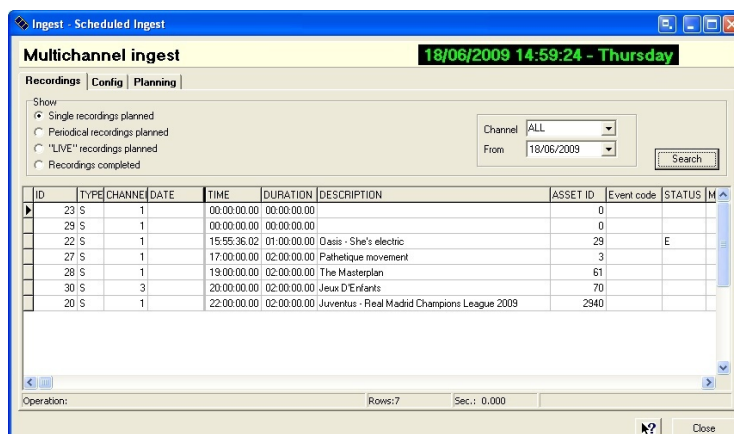 Ingest - Scheduled Ingest
Multichannel ingest 18/06/2009 14:59:24 - Thursday
Recordings Config Planning
Show
Single recordings planned
Periodical recordings planned
"LIVE" recordings planned
Recordings completed
Channel ALL
From 18/06/2009
Search
ID TYPE CHANNEL DATE TIME DURATION DESCRIPTION ASSET ID Event code STATUS M
23 S 1 00:00:00.00 00:00:00.00 0
29 S 1 00:00:00.00 00:00:00.00 0
22 S 1 15:55:36.02 01:00:00.00 Oasis - She's electric 29 E
27 S 1 17:00:00.00 02:00:00.00 Pathetique movement 3
28 S 1 19:00:00.00 02:00:00.00 The Masterplan 61
30 S 3 20:00:00.00 02:00:00.00 Jeux D'Enfants 70
20 S 1 22:00:00.00 02:00:00.00 Juventus - Real Madrid Champions League 2009 2940
Operation: Rows:7 Sec.: 0.000
? Close